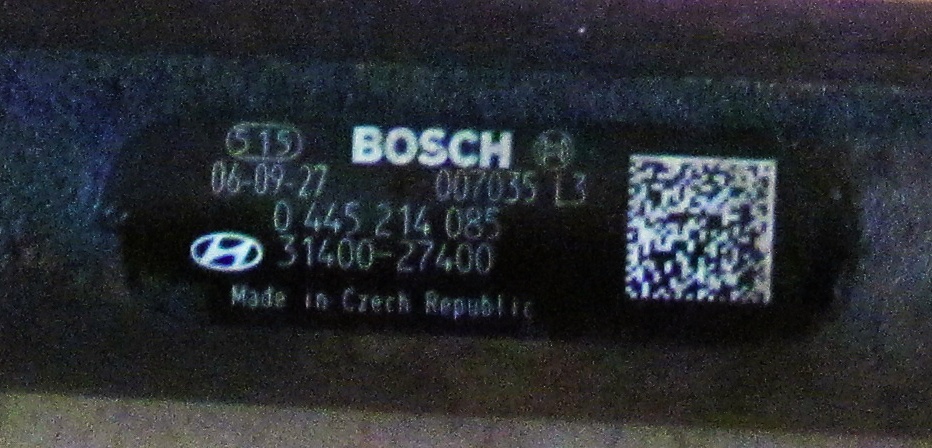 515 BOSCH
06-09-27 007035 L3
0 445 214 085
31400-27400
Made in Czech Republic